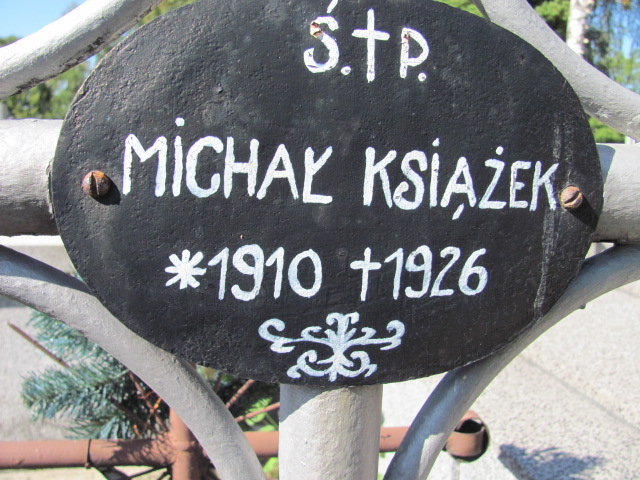 Ś.†P.
MICHAŁ KSIĄŻEK
*1910 †1926